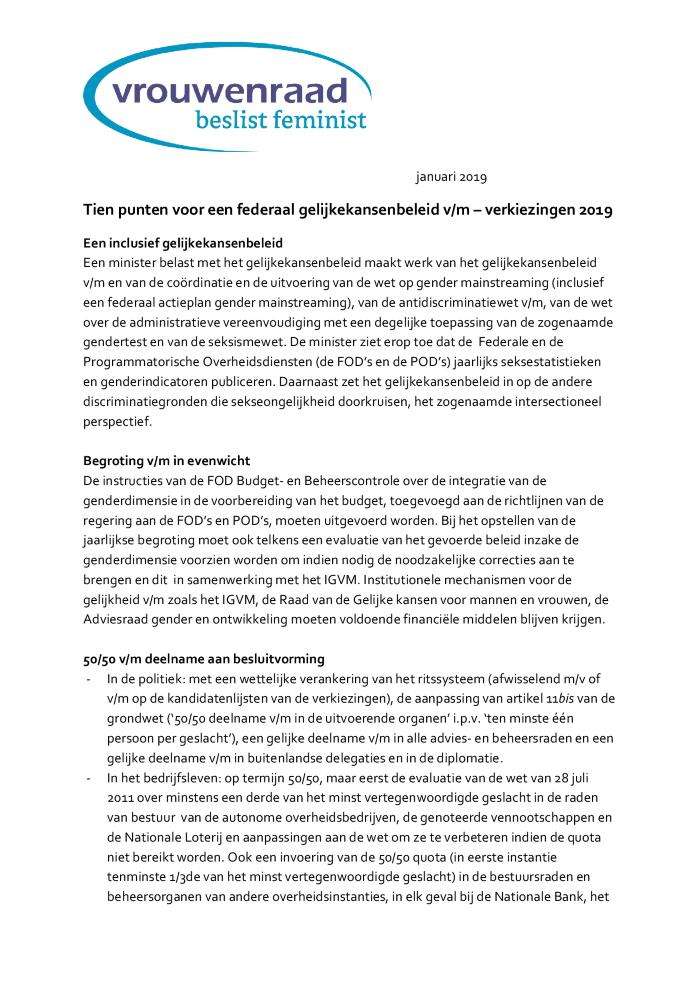 vrouwenraad
beslist feminist
januari 2019
Tien punten voor een federaal gelijkekansenbeleid v/m – verkiezingen 2019
Een inclusief gelijkekansenbeleid
Een minister belast met het gelijkekansenbeleid maakt werk van het gelijkekansenbeleid
v/m en van de coördinatie en de uitvoering van de wet op gender mainstreaming (inclusief
een federaal actieplan gender mainstreaming), van de antidiscriminatiewet v/m, van de wet
over de administratieve vereenvoudiging met een degelijke toepassing van de zogenaamde
gendertest en van de seksismewet. De minister ziet erop toe dat de Federale en de
Programmatorische Overheidsdiensten (de FOD's en de POD's) jaarlijks seksestatistieken
en genderindicatoren publiceren. Daarnaast zet het gelijkekansenbeleid in op de andere
discriminatiegronden die sekseongelijkheid doorkruisen, het zogenaamde intersectioneel
perspectief.
Begroting v/m in evenwicht
De instructies van de FOD Budget- en Beheerscontrole over de integratie van de
genderdimensie in de voorbereiding van het budget, toegevoegd aan de richtlijnen van de
regering aan de FOD's en POD's, moeten uitgevoerd worden. Bij het opstellen van de
jaarlijkse begroting moet ook telkens een evaluatie van het gevoerde beleid inzake de
genderdimensie voorzien worden om indien nodig de noodzakelijke correcties aan te
brengen en dit in samenwerking met het IGVM. Institutionele mechanismen voor de
gelijkheid v/m zoals het IGVM, de Raad van de Gelijke kansen voor mannen en vrouwen, de
Adviesraad gender en ontwikkeling moeten voldoende financiële middelen blijven krijgen.
50/50 v/m deelname aan besluitvorming
- In de politiek: met een wettelijke verankering van het ritssysteem (afwisselend m/v of
v/m op de kandidatenlijsten van de verkiezingen), de aanpassing van artikel 11bis van de
grondwet ('50/50 deelname v/m in de uitvoerende organen' i.p.v. 'ten minste één
persoon per geslacht'), een gelijke deelname v/m in alle advies- en beheersraden en een
gelijke deelname v/m in buitenlandse delegaties en in de diplomatie.
- In het bedrijfsleven: op termijn 50/50, maar eerst de evaluatie van de wet van 28 juli
2011 over minstens een derde van het minst vertegenwoordigde geslacht in de raden
van bestuur van de autonome overheidsbedrijven, de genoteerde vennootschappen en
de Nationale Loterij en aanpassingen aan de wet om ze te verbeteren indien de quota
niet bereikt worden. Ook een invoering van de 50/50 quota (in eerste instantie
tenminste 1/3de van het minst vertegenwoordigd geslacht) in de bestuursraden en
beheersorganen van andere overheidsinstanties, in elk geval bij de Nationale Bank, het